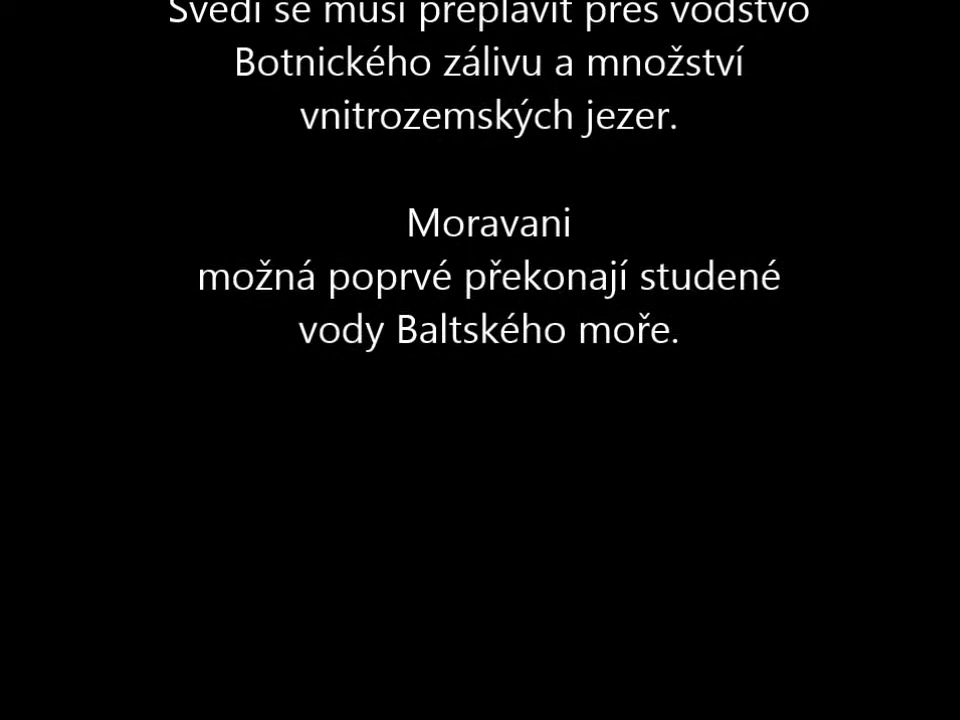 Švédi se musí přeplavit přes vodstvo
Botnického zálivu a množství
vnitrozemských jezer.
Moravani
možná poprvé překonají studené
vody Baltského moře.